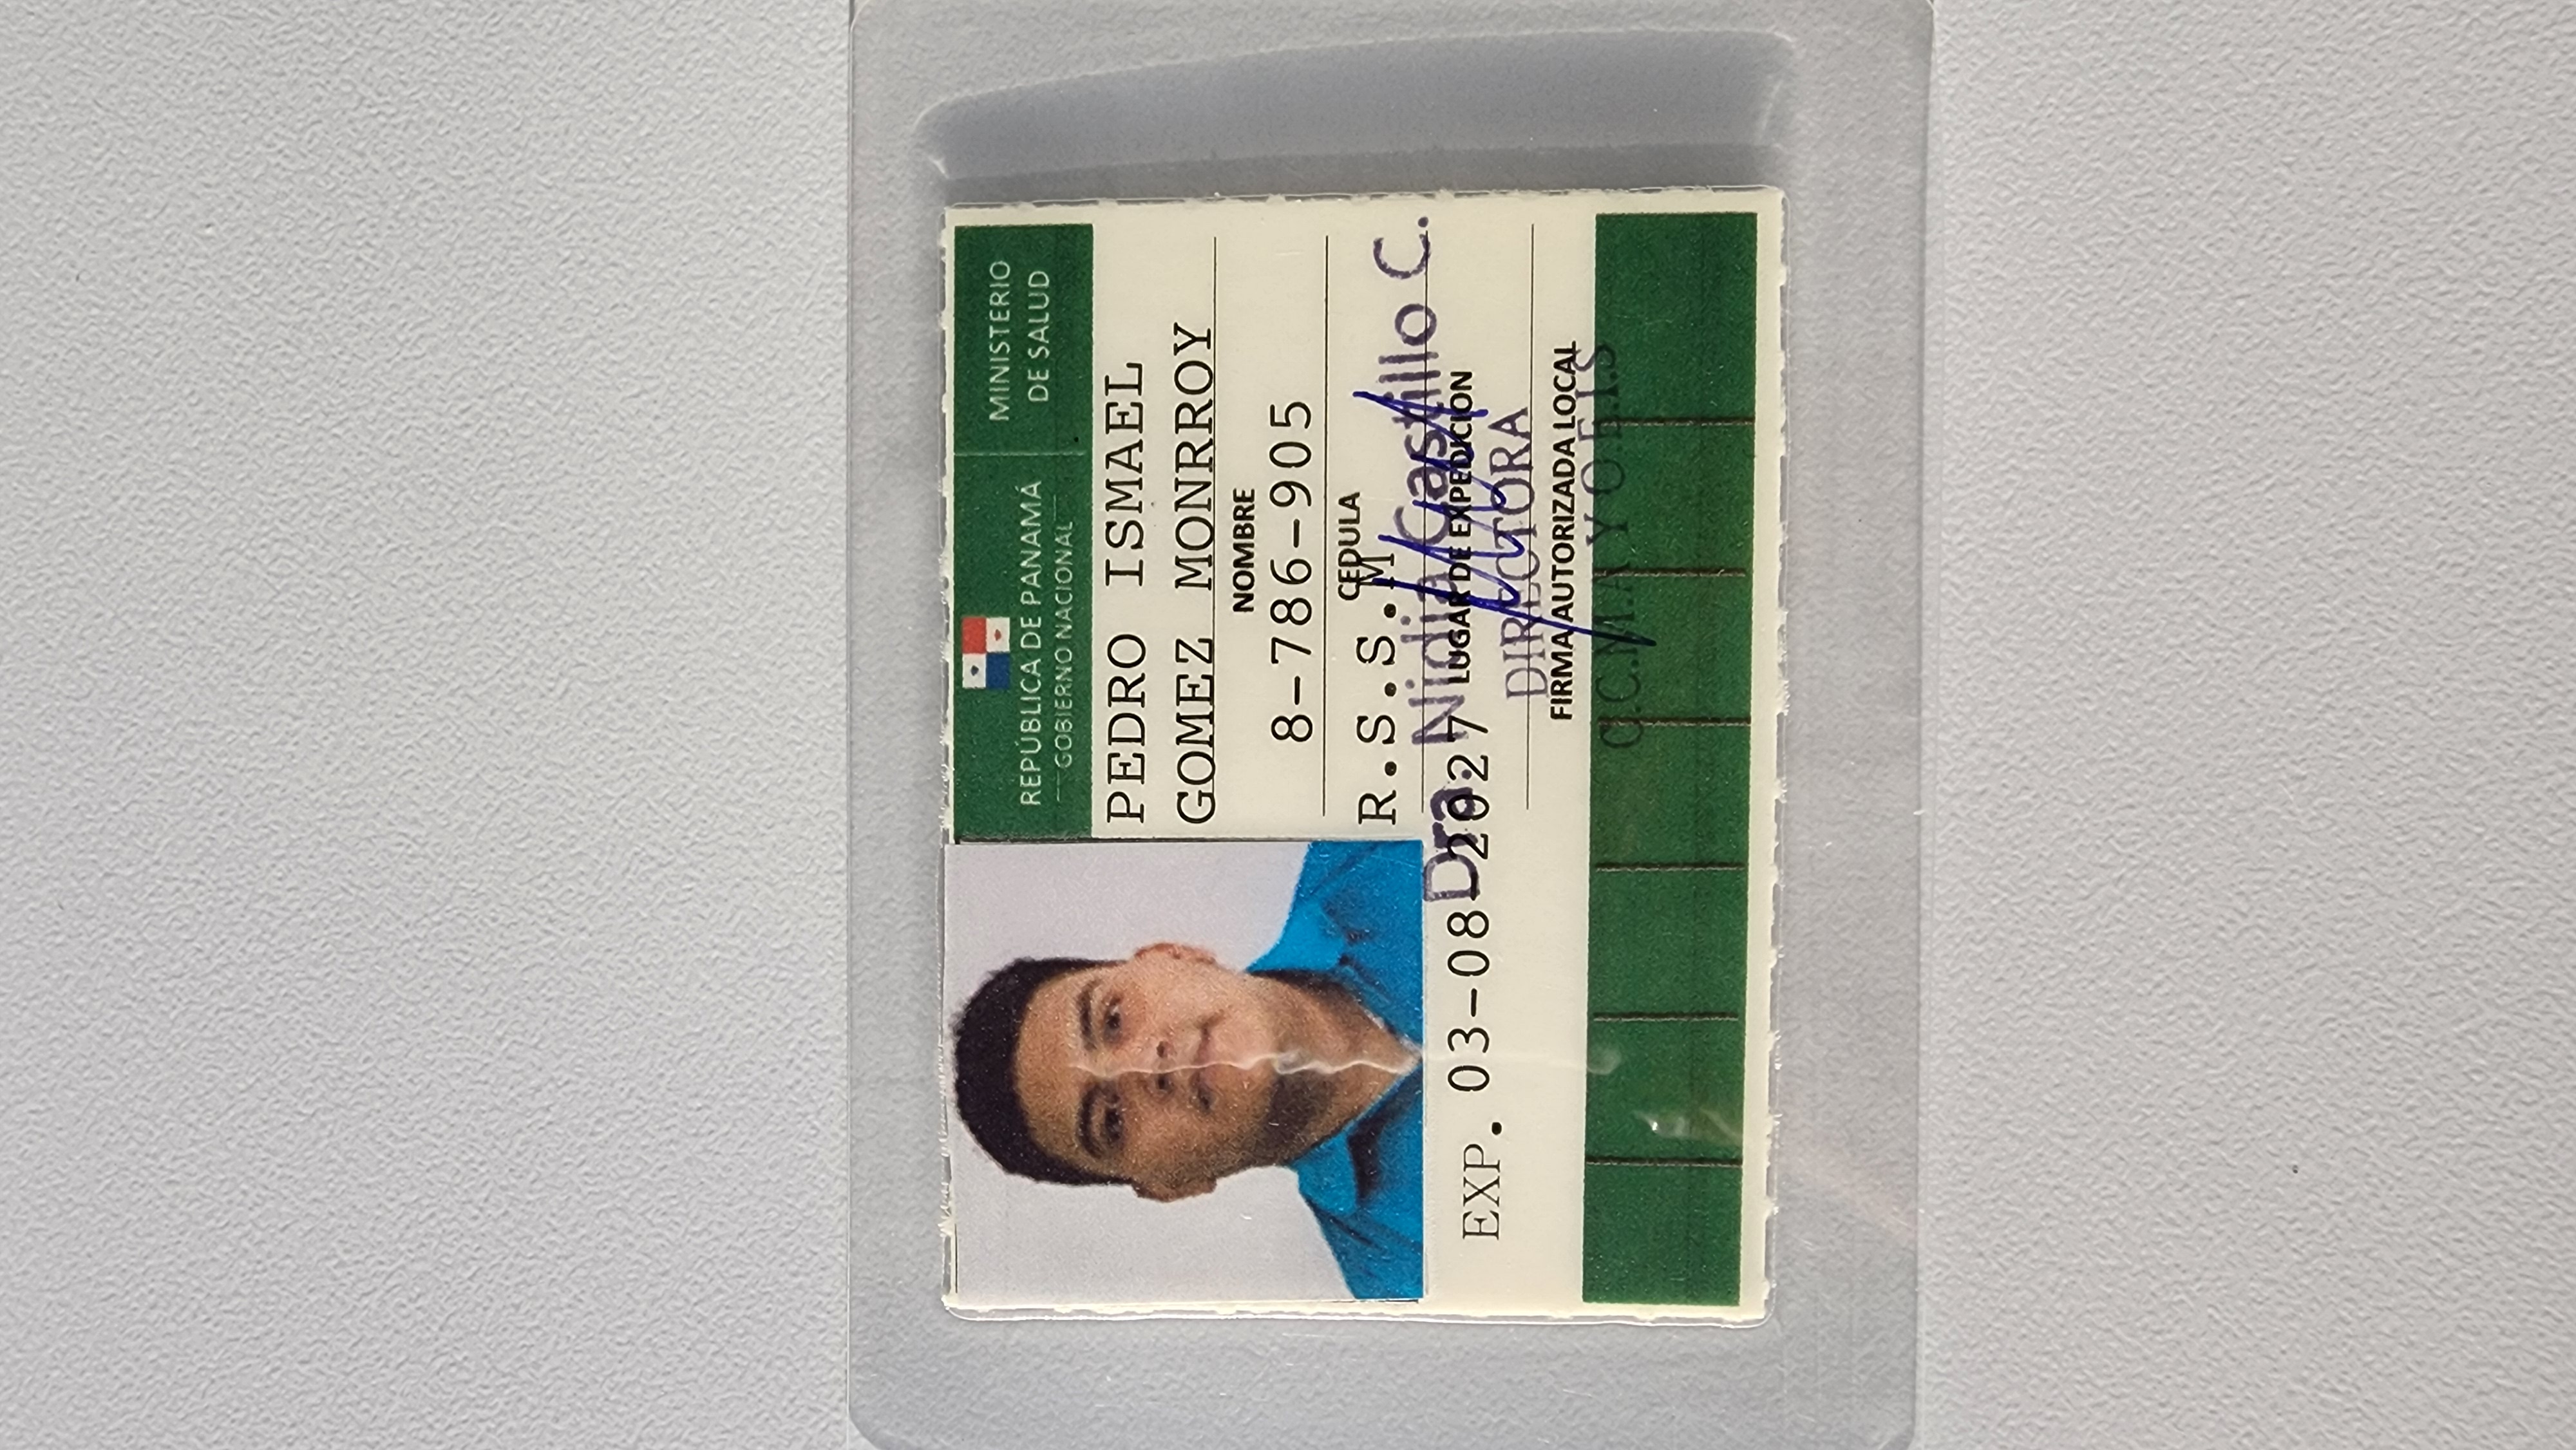 REPÚBLICA DE PANAMÁ
GOBIERNO NACIONAL
MINISTERIO
DE SALUD
PEDRO ISMAEL
GOMEZ MONRROY
NOMBRE
8-786-905
CEDULA
R.S.S.M
Dra. Nidia Castillo C.
LUGAR DE EXPEDICIÓN
EXP. 03-08-2027
DIRECTORA
FIRMA AUTORIZADA LOCAL
C.C.M.A Y O.E.I.S